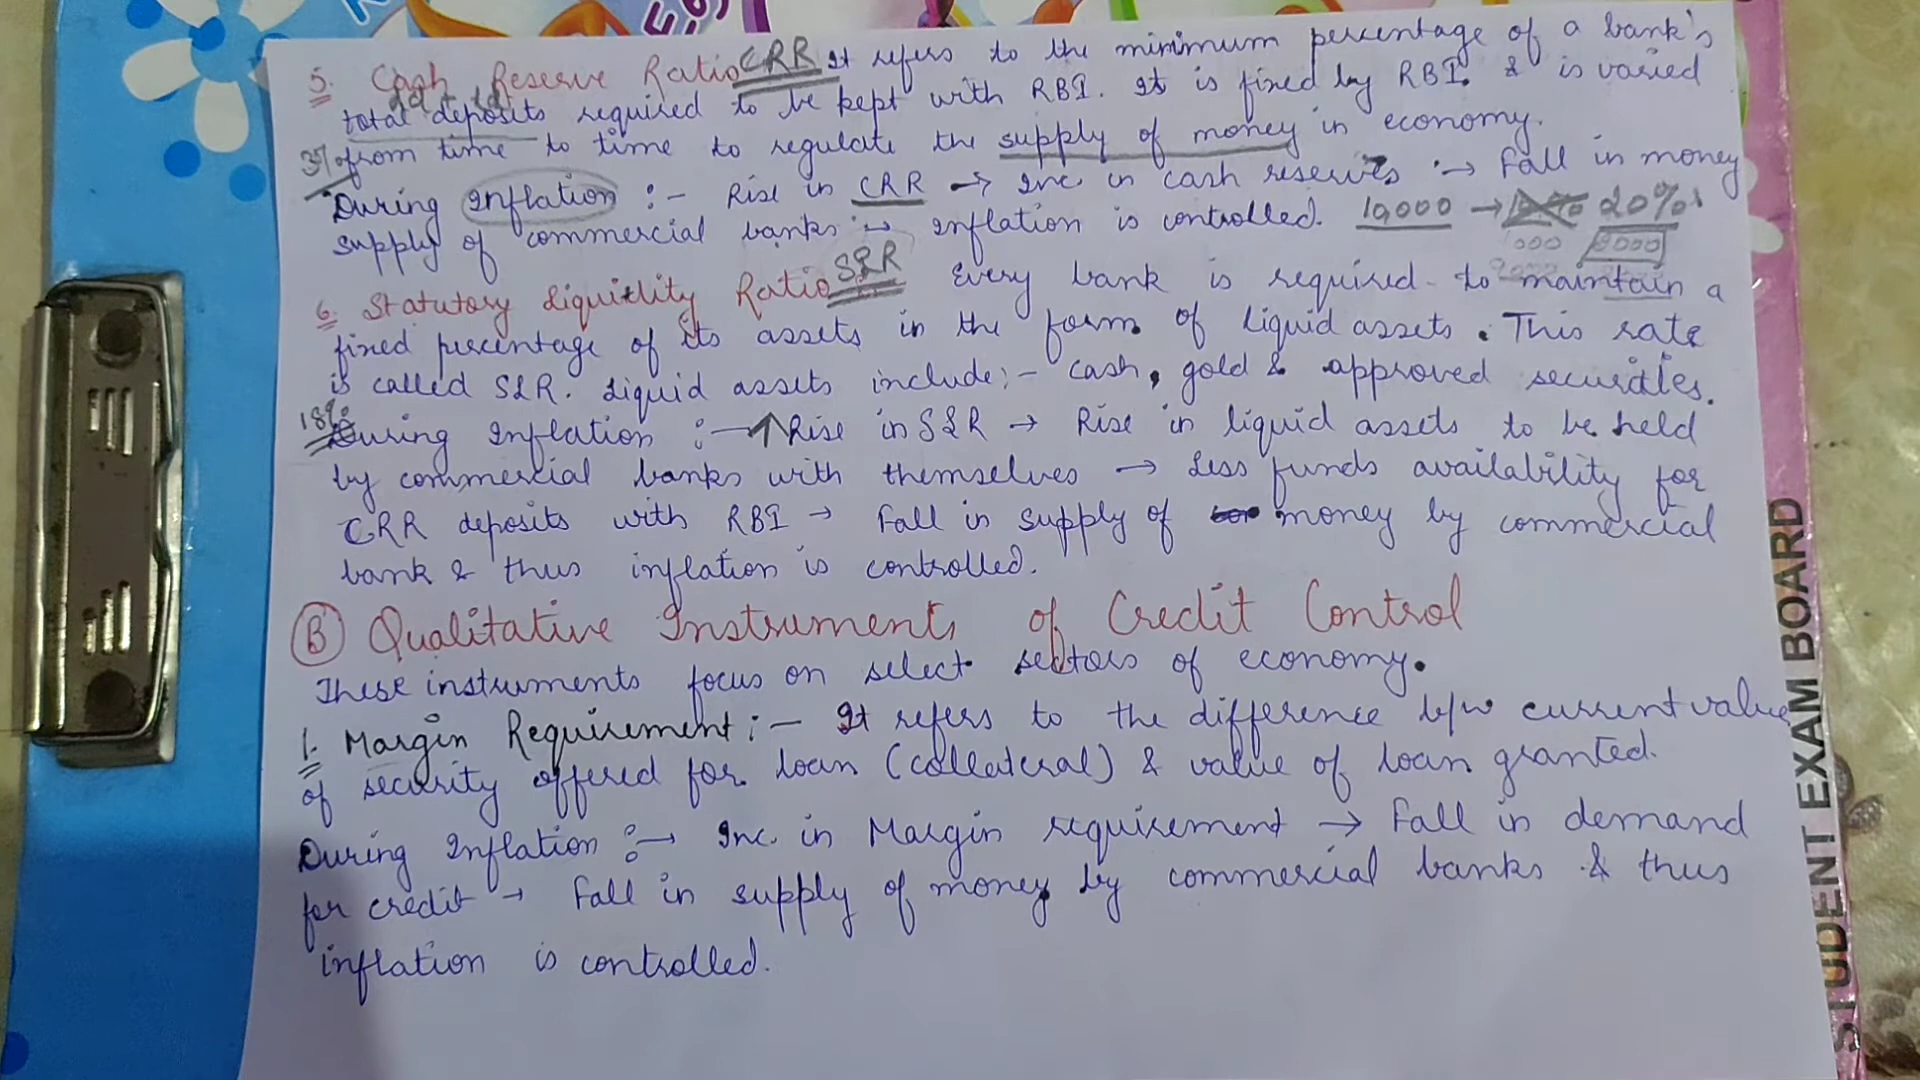 5. Cash Reserve Ratio CRR It refers to the minimum percentage of a bank's
total deposits required to be kept with RBI. It is fixed by RBI & is varied
3% from time to time to regulate the supply of money in economy.
During Inflation :- Rise in CRR → Inc. in cash reserves → Fall in money
supply of commercial banks → Inflation is controlled. 10,000 → 20%
1000 2000
6. Statutory Liquidity Ratio SLR Every bank is required to maintain a
fixed percentage of its assets in the form of liquid assets. This rate
is called SLR. Liquid assets include:- cash, gold & approved securities.
18%
During Inflation :→ ↑ Rise in SLR → Rise in liquid assets to be held
by commercial banks with themselves → Less funds availability for
CRR deposits with RBI → Fall in supply of money by commercial
bank & thus inflation is controlled.
B Qualitative Instruments of Credit Control
These instruments focus on select sectors of economy.
1. Margin Requirement :- It refers to the difference b/w current value
of security offered for loan (collateral) & value of loan granted.
During Inflation :→ Inc. in Margin requirement → Fall in demand
for credit → Fall in supply of money by commercial banks & thus
inflation is controlled.
STUDENT EXAM BOARD